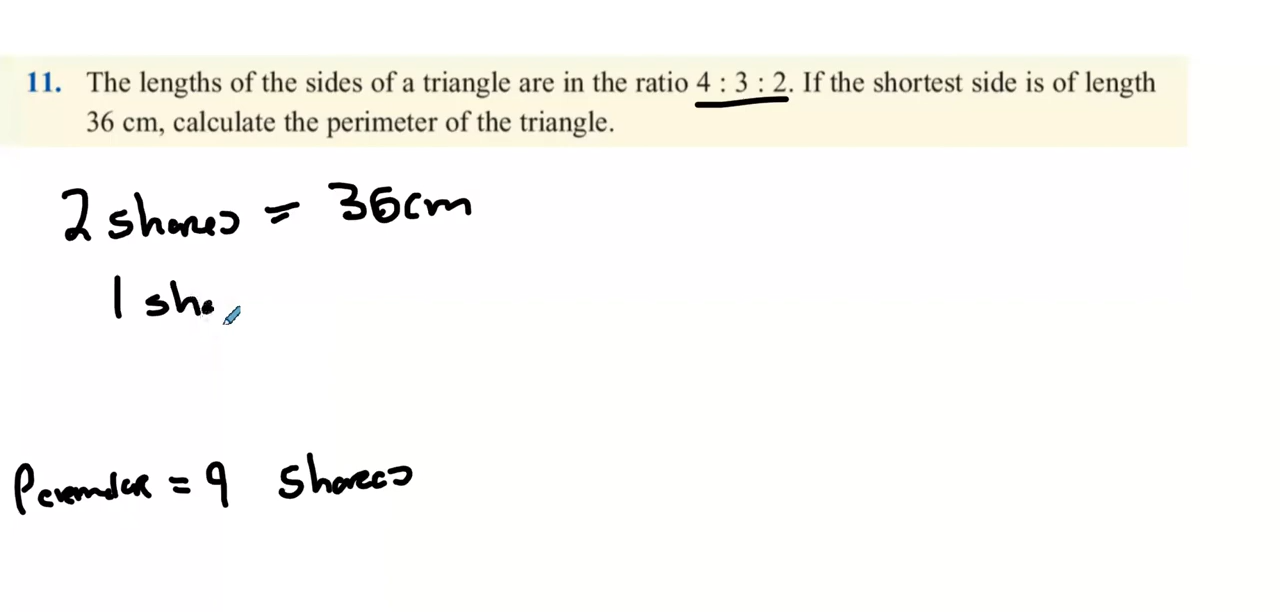 11. The lengths of the sides of a triangle are in the ratio 4 : 3 : 2. If the shortest side is of length
36 cm, calculate the perimeter of the triangle.
2 shares = 36cm
1 sha
Perimeter = 9 shares